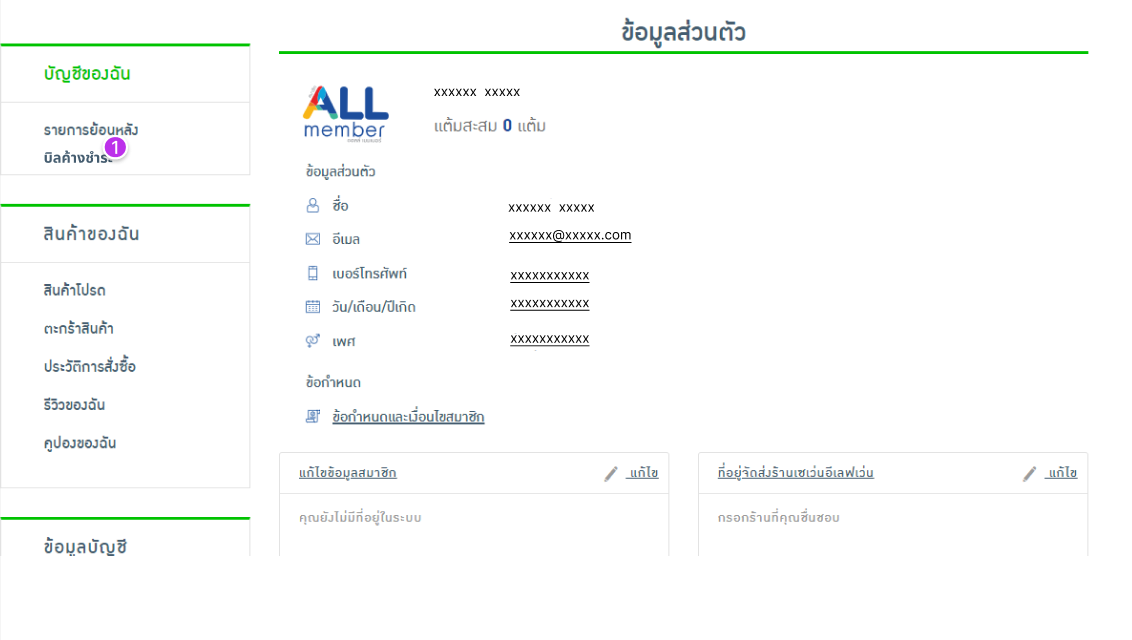 ข้อมูลส่วนตัว
บัญชีของฉัน
รายการย้อนหลัง
1
บิลค้างชำระ
สินค้าของฉัน
สินค้าโปรด
ตะกร้าสินค้า
ประวัติการสั่งซื้อ
รีวิวของฉัน
คูปองของฉัน
ข้อมูลบัญชี
ALL
member
xxxxxx xxxxx
แต้มสะสม 0 แต้ม
ข้อมูลส่วนตัว
ชื่อ xxxxxx xxxxx
อีเมล xxxxxx@xxxxx.com
เบอร์โทรศัพท์ xxxxxxxxxxx
วัน/เดือน/ปีเกิด xxxxxxxxxxx
เพศ xxxxxxxxxxx
ข้อกำหนด
ข้อกำหนดและเงื่อนไขสมาชิก
แก้ไขข้อมูลสมาชิก แก้ไข
คุณยังไม่มีที่อยู่ในระบบ
ที่อยู่จัดส่งร้านเซเว่นอีเลฟเว่น แก้ไข
กรอกร้านที่คุณชื่นชอบ